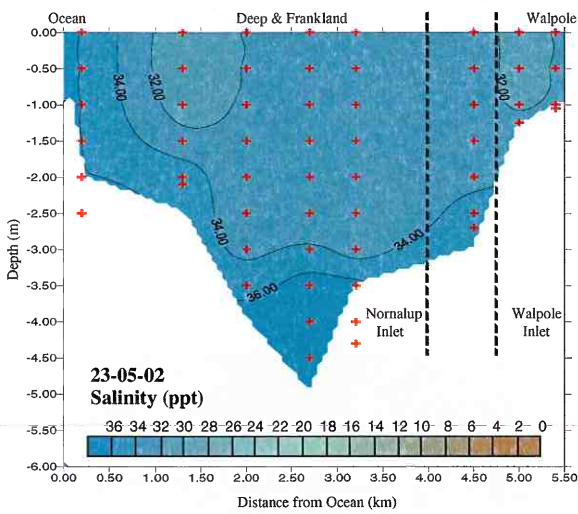 Ocean Deep & Frankland Walpole
0.00
-0.50
-1.00
-1.50
-2.00
-2.50
-3.00
-3.50
-4.00
-4.50
-5.00
-5.50
-6.00
Depth (m)
34.00
32.00
32.00
34.00
34.00
36.00
Nornalup
Inlet
Walpole
Inlet
23-05-02
Salinity (ppt)
36 34 32 30 28 26 24 22 20 18 16 14 12 10 8 6 4 2 0
0.00 0.50 1.00 1.50 2.00 2.50 3.00 3.50 4.00 4.50 5.00 5.50
Distance from Ocean (km)